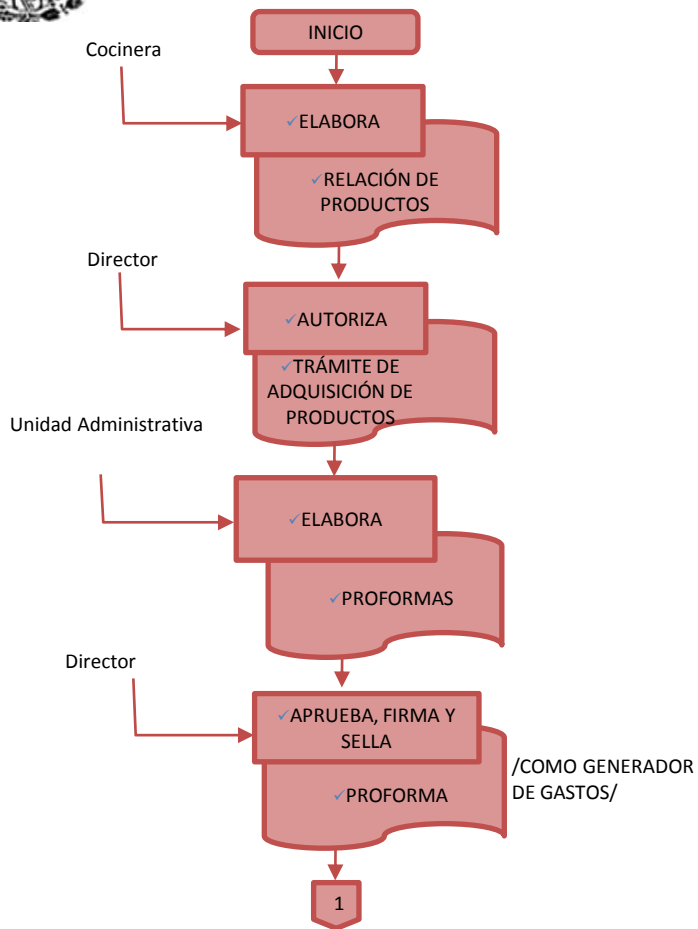 INICIO
Cocinera
✓ELABORA
✓RELACIÓN DE
PRODUCTOS
Director
✓AUTORIZA
✓TRÁMITE DE
ADQUISICIÓN DE
PRODUCTOS
Unidad Administrativa
✓ELABORA
✓PROFORMAS
Director
✓APRUEBA, FIRMA Y
SELLA
✓PROFORMA
/COMO GENERADOR
DE GASTOS/
1